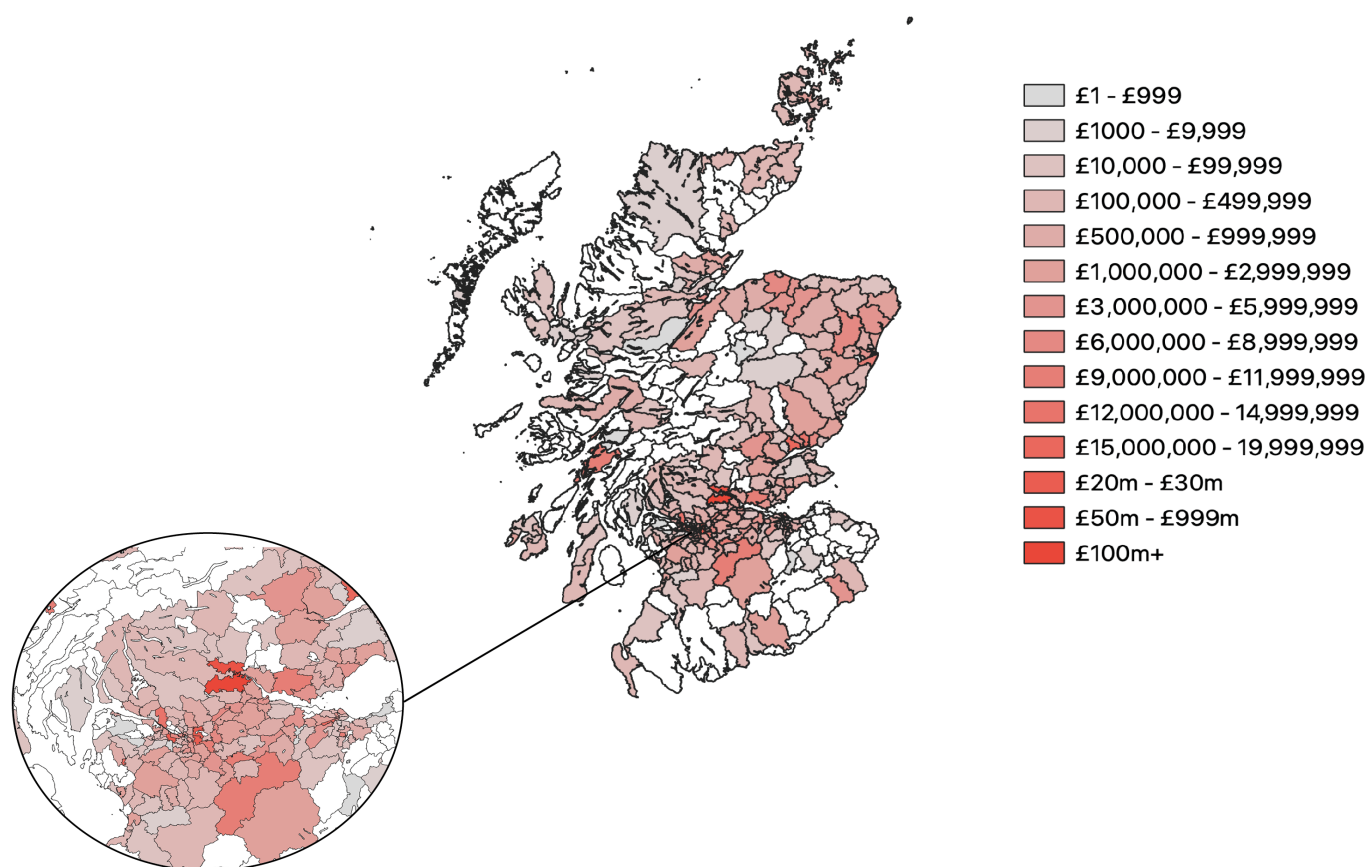 £1 - £999
£1000 - £9,999
£10,000 - £99,999
£100,000 - £499,999
£500,000 - £999,999
£1,000,000 - £2,999,999
£3,000,000 - £5,999,999
£6,000,000 - £8,999,999
£9,000,000 - £11,999,999
£12,000,000 - 14,999,999
£15,000,000 - 19,999,999
£20m - £30m
£50m - £999m
£100m+